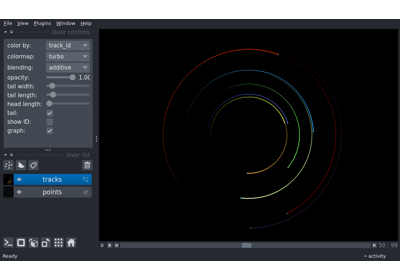 File View Plugins Window Help
layer controls
color by: track_id
colormap: turbo
blending: additive
opacity: 1.00
tail width:
tail length:
head length:
tail:
show ID:
graph:
layer list
tracks
points
0 50 99
Ready activity